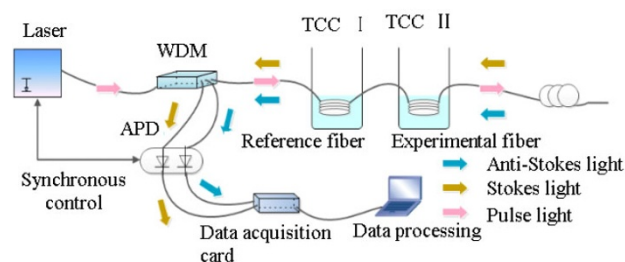 Laser
WDM
TCC I
TCC II
APD
Reference fiber
Experimental fiber
Synchronous
control
Data acquisition
card
Data processing
Anti-Stokes light
Stokes light
Pulse light